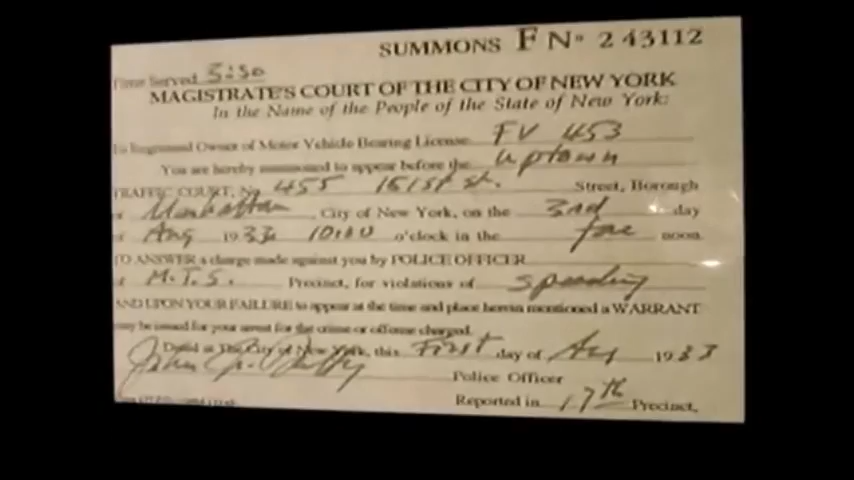 SUMMONS F Nº 2 43112
Time Served 5:50
MAGISTRATE'S COURT OF THE CITY OF NEW YORK
In the Name of the People of the State of New York:
To Registered Owner of Motor Vehicle Bearing License FV 453
You are hereby summoned to appear before the Uptown
TRAFFIC COURT, No 455 151st St. Street, Borough
of Manhattan, City of New York, on the 3rd day
of Aug 1933 10:00 o'clock in the fore noon.
TO ANSWER a charge made against you by POLICE OFFICER
of M.T.S. Precinct, for violations of speeding
AND UPON YOUR FAILURE to appear at the time and place herein mentioned a WARRANT
may be issued for your arrest for the crime or offense charged.
Dated at The City of New York, this First day of Aug 1933
John Police Officer
Reported in 17th Precinct,